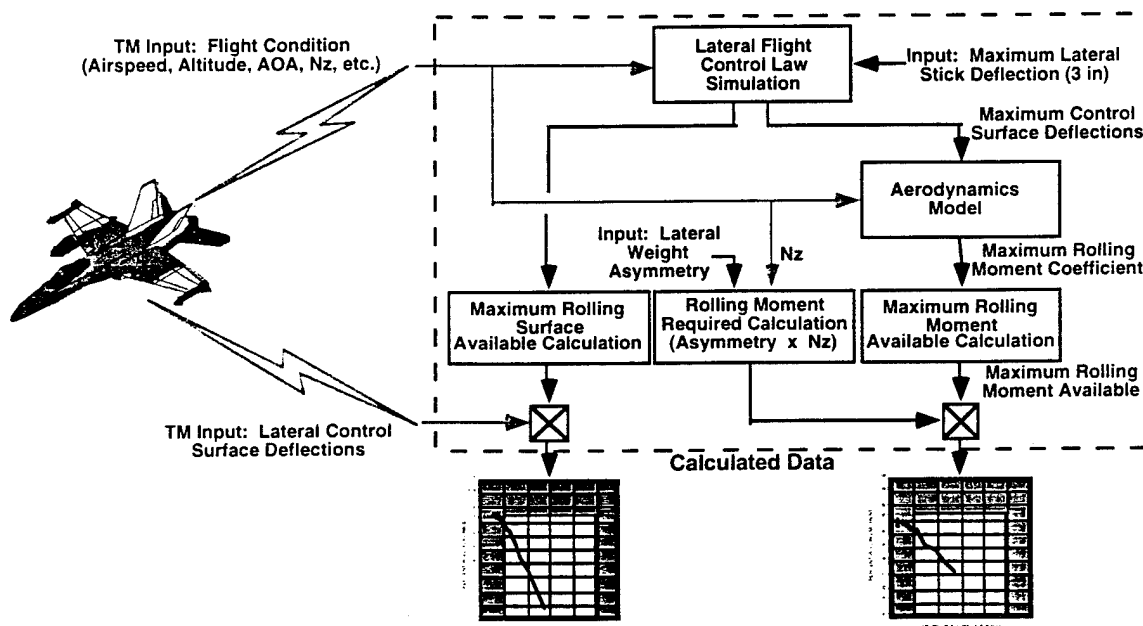 TM Input: Flight Condition
(Airspeed, Altitude, AOA, Nz, etc.)
Lateral Flight
Control Law
Simulation
Input: Maximum Lateral
Stick Deflection (3 in)
Maximum Control
Surface Deflections
Aerodynamics
Model
Input: Lateral
Weight
Asymmetry
Nz
Maximum Rolling
Moment Coefficient
Maximum Rolling
Surface
Available Calculation
Rolling Moment
Required Calculation
(Asymmetry x Nz)
Maximum Rolling
Moment
Available Calculation
Maximum Rolling
Moment Available
TM Input: Lateral Control
Surface Deflections
Calculated Data